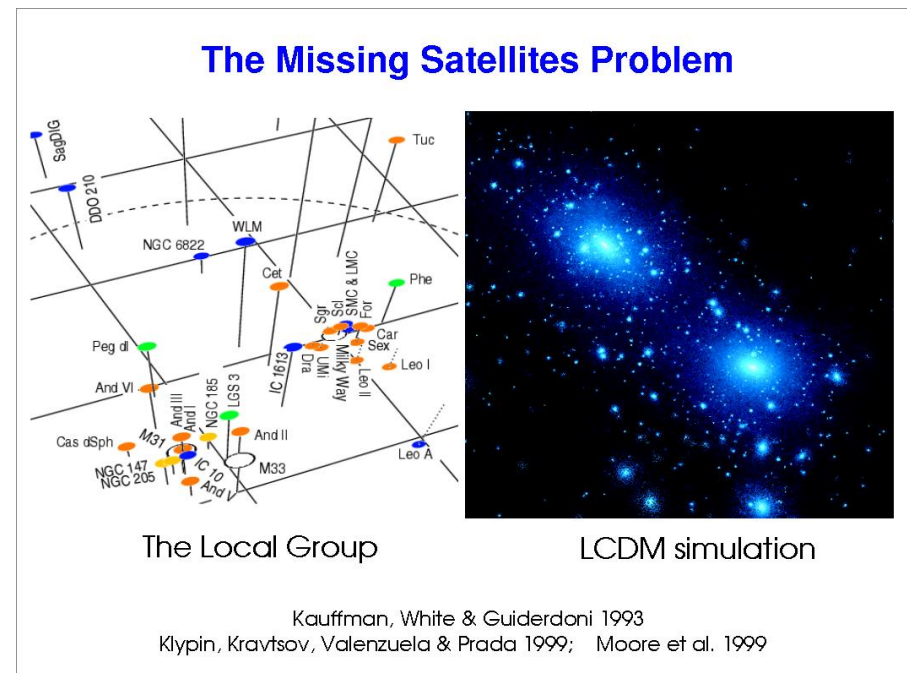 The Missing Satellites Problem
SagDIG
DDO 210
Tuc
WLM
NGC 6822
Cet
Phe
Sgr
Scl
SMC & LMC
For
Car
Sex
Peg dI
Dra
UMi
Milky Way
Leo II
Leo I
IC 1613
And VI
And III
And I
NGC 185
LGS 3
And II
Cas dSph
M31
M33
Leo A
NGC 147
NGC 205
IC 10
And V
The Local Group
LCDM simulation
Kauffman, White & Guiderdoni 1993
Klypin, Kravtsov, Valenzuela & Prada 1999; Moore et al. 1999